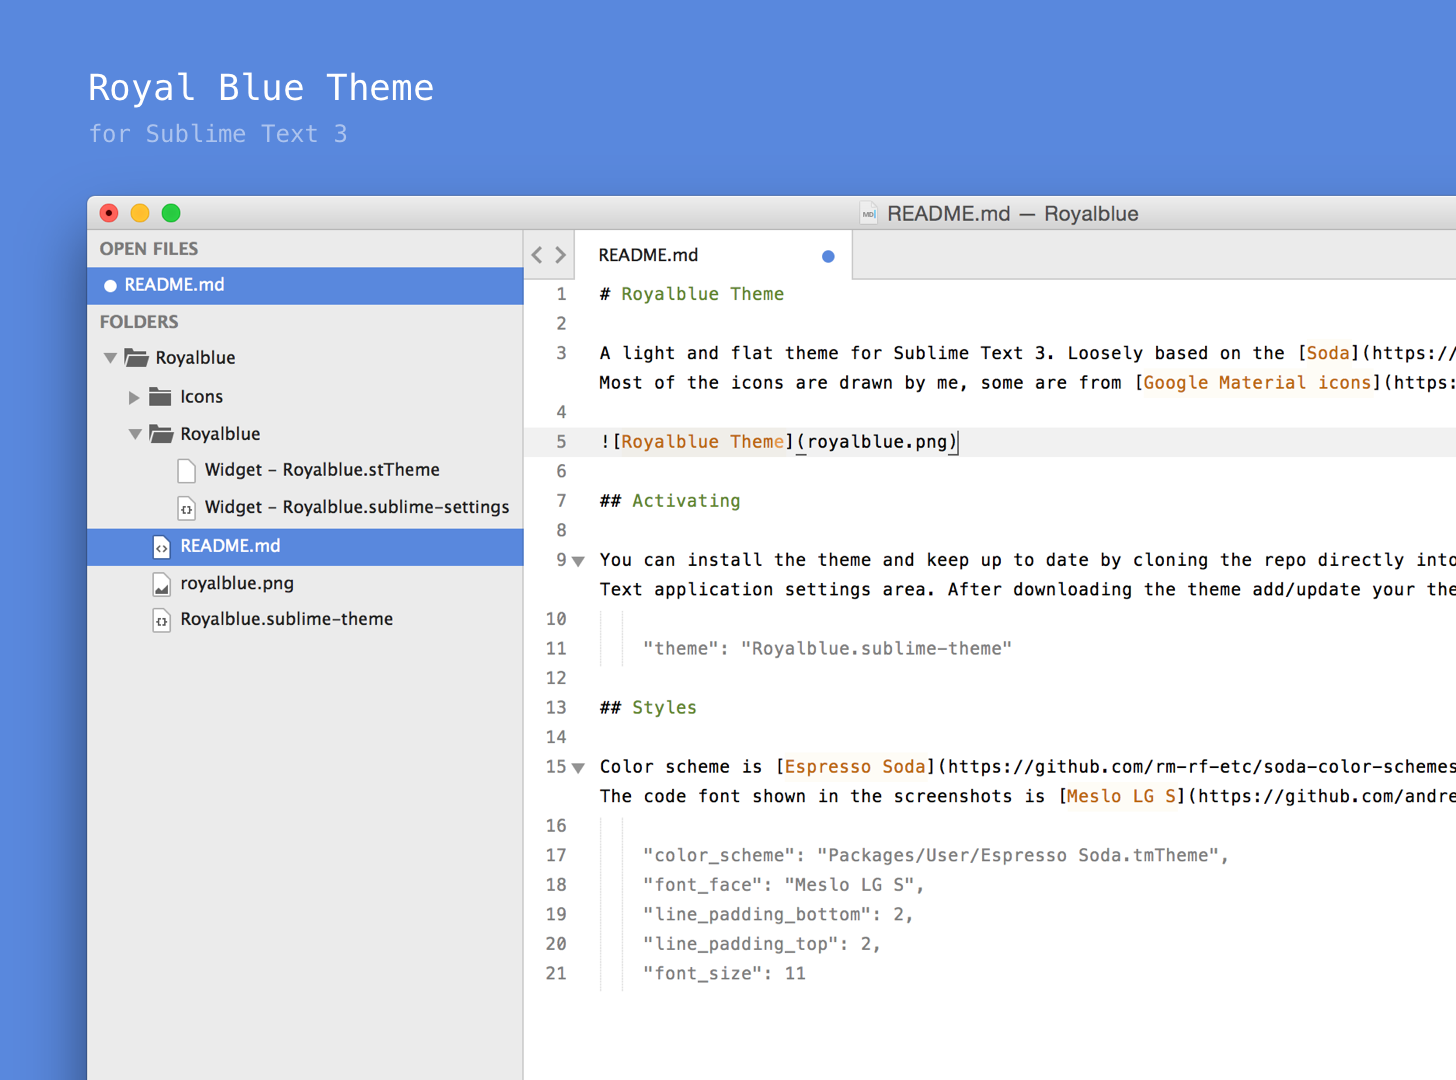 Royal Blue Theme
for Sublime Text 3
README.md — Royalblue
OPEN FILES
README.md
FOLDERS
Royalblue
Icons
Royalblue
Widget – Royalblue.stTheme
Widget – Royalblue.sublime-settings
README.md
royalblue.png
Royalblue.sublime-theme
README.md
1 # Royalblue Theme
2
3 A light and flat theme for Sublime Text 3. Loosely based on the [Soda](https://
Most of the icons are drawn by me, some are from [Google Material icons](https:
4
5 ![Royalblue Theme](royalblue.png)
6
7 ## Activating
8
9 You can install the theme and keep up to date by cloning the repo directly into
Text application settings area. After downloading the theme add/update your the
10
11 "theme": "Royalblue.sublime-theme"
12
13 ## Styles
14
15 Color scheme is [Espresso Soda](https://github.com/rm-rf-etc/soda-color-schemes
The code font shown in the screenshots is [Meslo LG S](https://github.com/andre
16
17 "color_scheme": "Packages/User/Espresso Soda.tmTheme",
18 "font_face": "Meslo LG S",
19 "line_padding_bottom": 2,
20 "line_padding_top": 2,
21 "font_size": 11